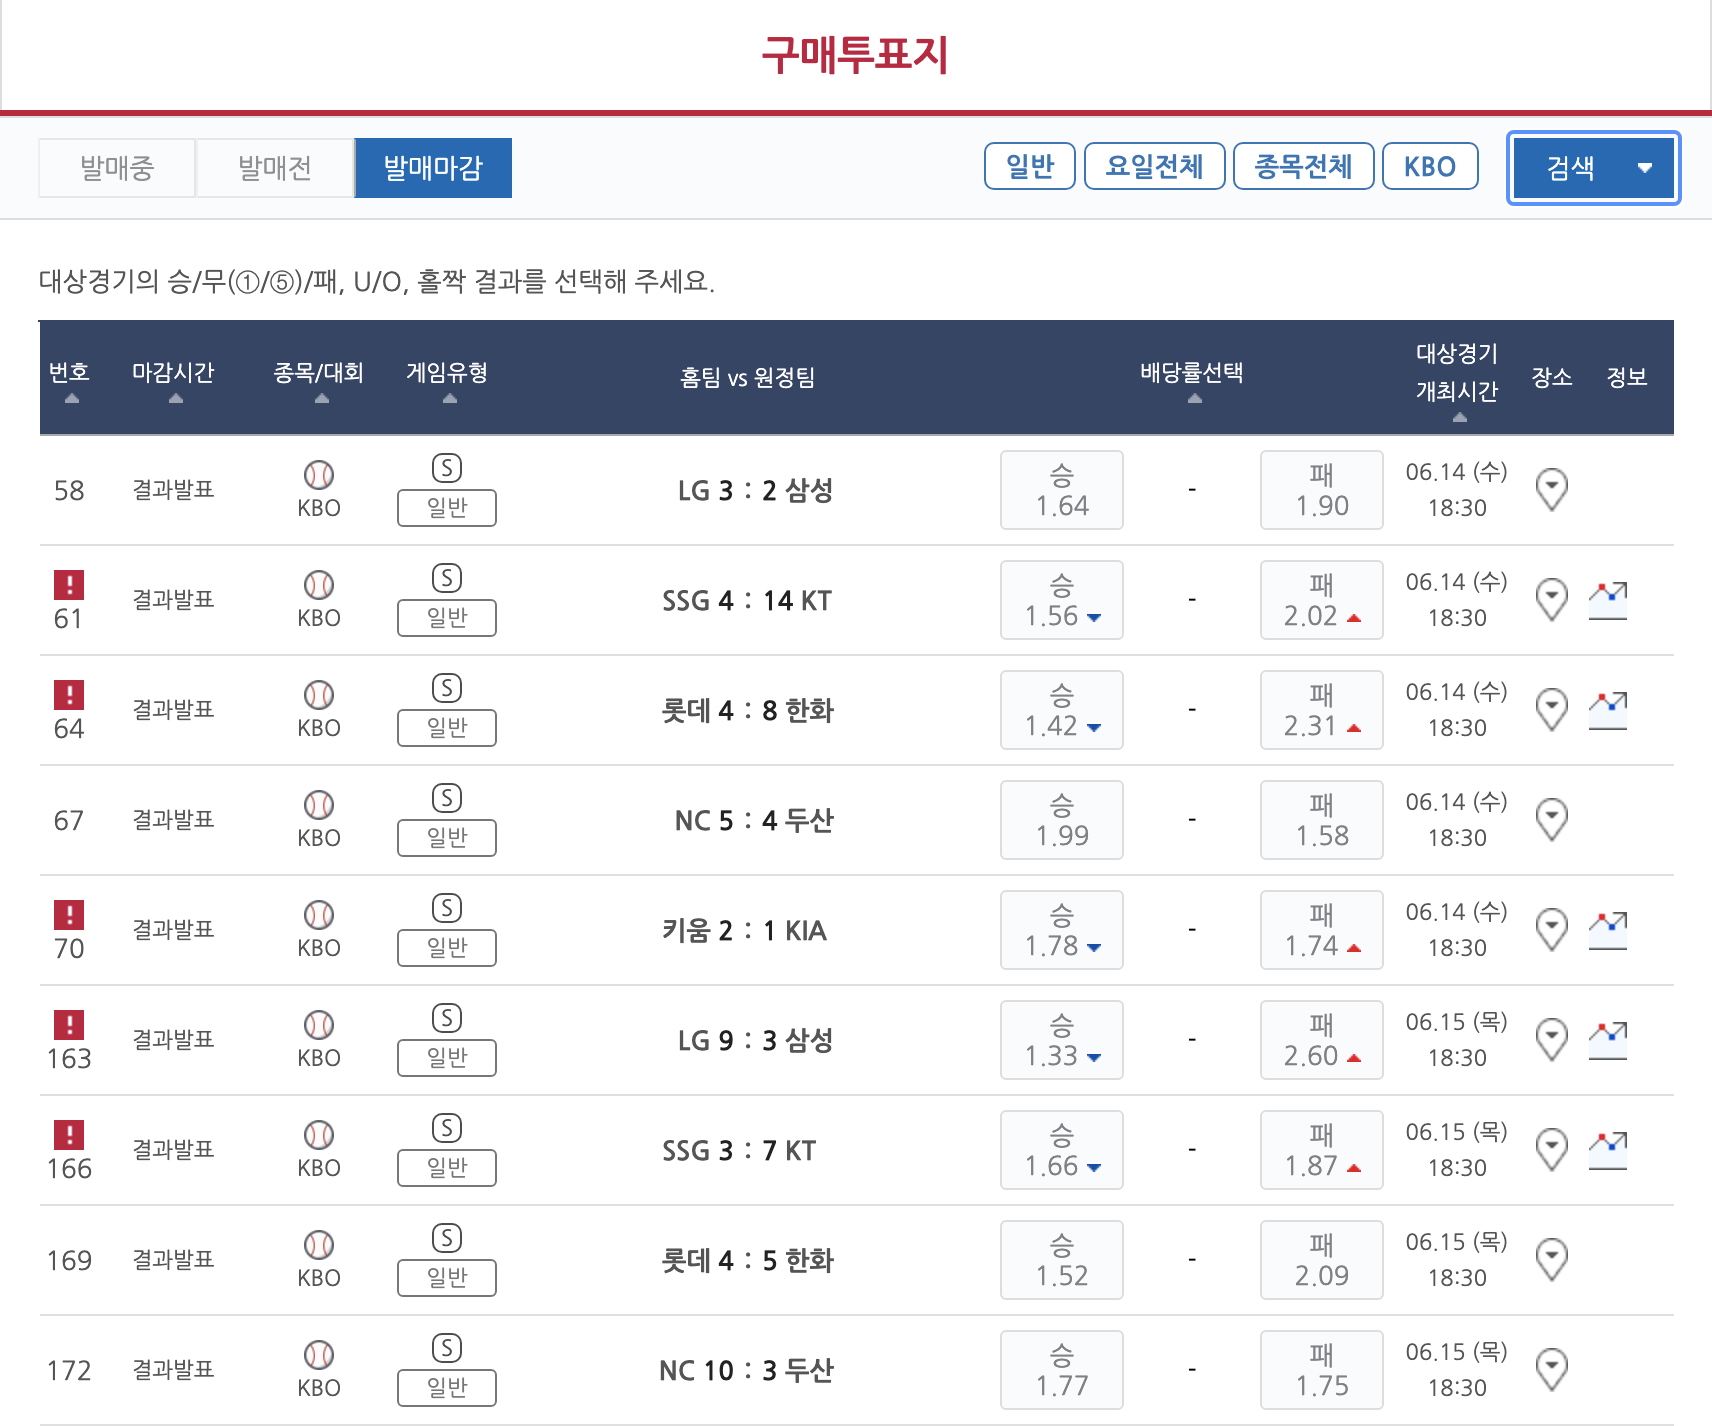 구매투표지
발매중 발매전 발매마감 일반 요일전체 종목전체 KBO 검색
대상경기의 승/무(①/⑤)/패, U/O, 홀짝 결과를 선택해 주세요.
번호 마감시간 종목/대회 게임유형 홈팀 vs 원정팀 배당률선택 대상경기 개최시간 장소 정보
58 결과발표 KBO S 일반 LG 3 : 2 삼성 승 1.64 - 패 1.90 06.14 (수) 18:30
! 61 결과발표 KBO S 일반 SSG 4 : 14 KT 승 1.56 - 패 2.02 06.14 (수) 18:30
! 64 결과발표 KBO S 일반 롯데 4 : 8 한화 승 1.42 - 패 2.31 06.14 (수) 18:30
67 결과발표 KBO S 일반 NC 5 : 4 두산 승 1.99 - 패 1.58 06.14 (수) 18:30
! 70 결과발표 KBO S 일반 키움 2 : 1 KIA 승 1.78 - 패 1.74 06.14 (수) 18:30
! 163 결과발표 KBO S 일반 LG 9 : 3 삼성 승 1.33 - 패 2.60 06.15 (목) 18:30
! 166 결과발표 KBO S 일반 SSG 3 : 7 KT 승 1.66 - 패 1.87 06.15 (목) 18:30
169 결과발표 KBO S 일반 롯데 4 : 5 한화 승 1.52 - 패 2.09 06.15 (목) 18:30
172 결과발표 KBO S 일반 NC 10 : 3 두산 승 1.77 - 패 1.75 06.15 (목) 18:30